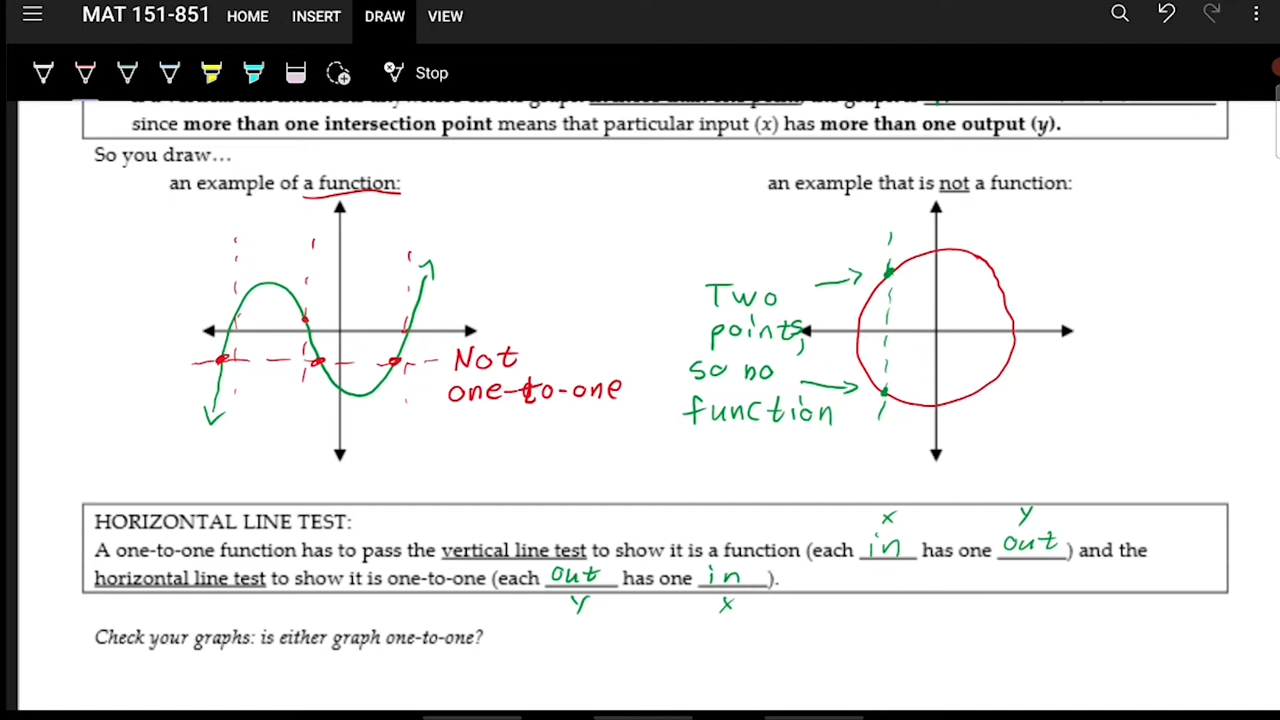 MAT 151-851 HOME INSERT DRAW VIEW
Stop
since more than one intersection point means that particular input (x) has more than one output (y).
So you draw…
an example of a function:
an example that is not a function:
Two
points,
so no
function
Not
one-to-one
HORIZONTAL LINE TEST:
x y
A one-to-one function has to pass the vertical line test to show it is a function (each in has one out) and the
horizontal line test to show it is one-to-one (each out has one in).
y x
Check your graphs: is either graph one-to-one?